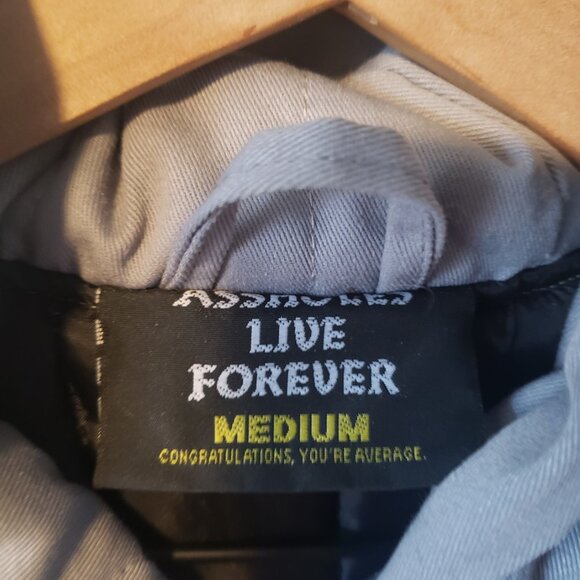 ASSHOLES
LIVE
FOREVER
MEDIUM
CONGRATULATIONS, YOU'RE AVERAGE.